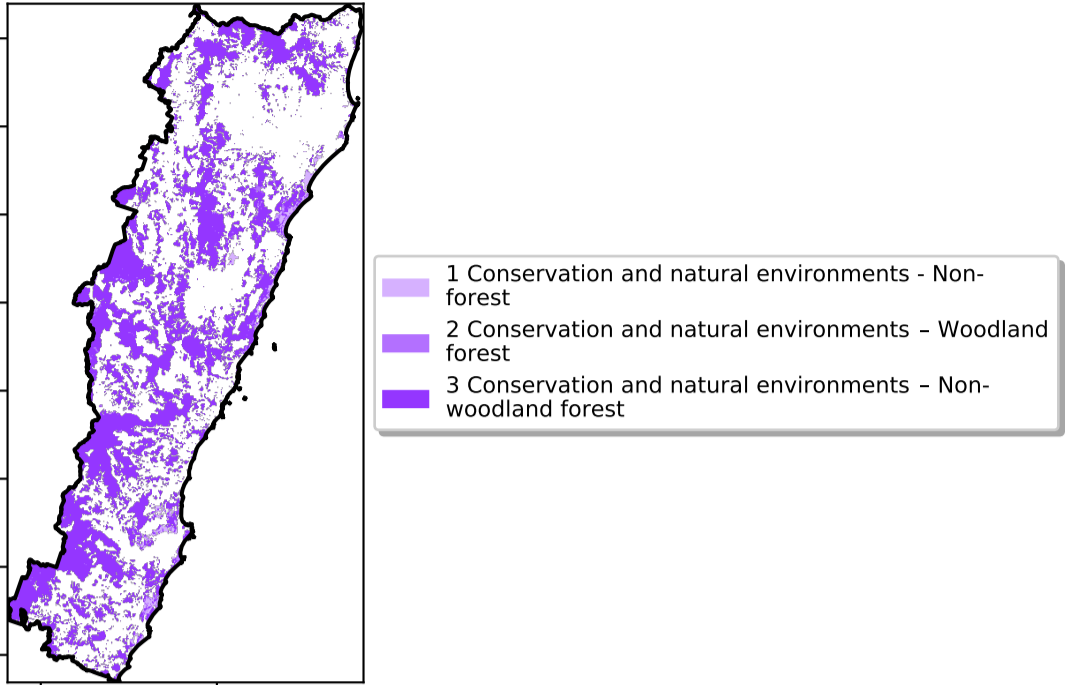 1 Conservation and natural environments - Non-
forest
2 Conservation and natural environments – Woodland
forest
3 Conservation and natural environments – Non-
woodland forest